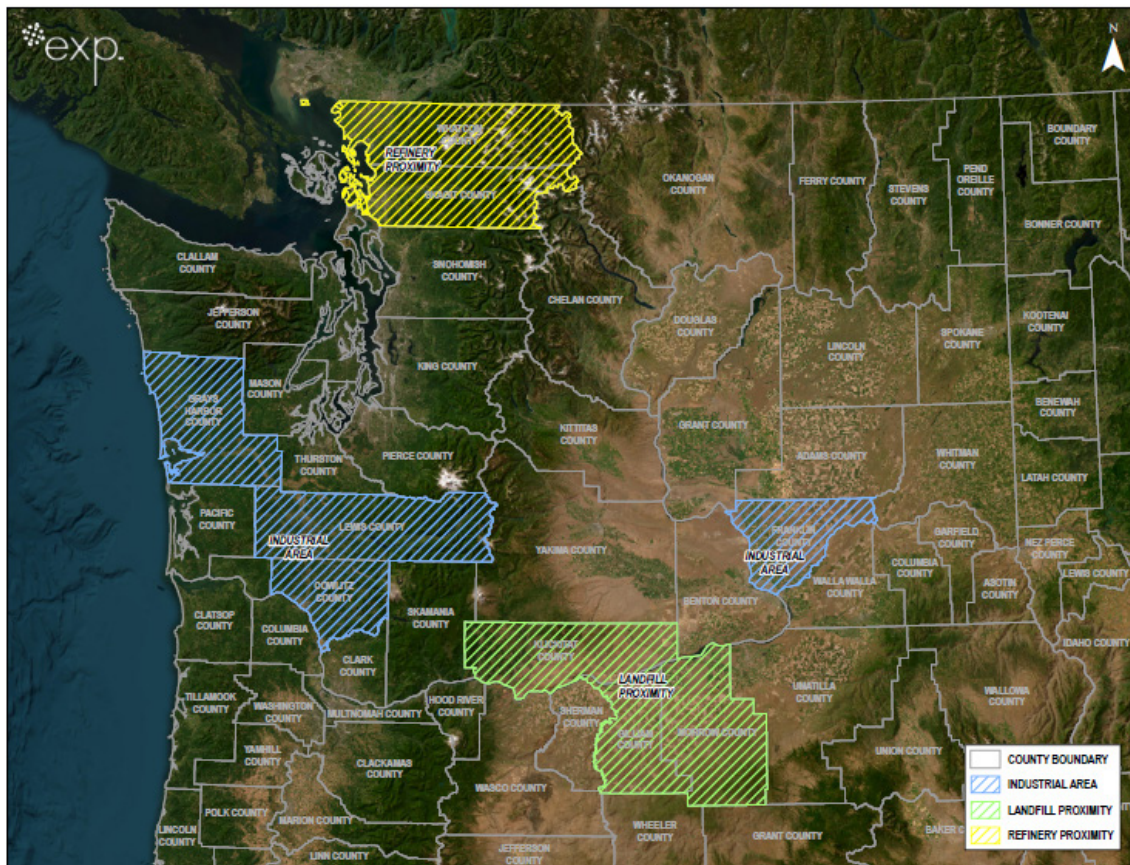 exp.
N
WHATCOM
COUNTY
REFINERY
PROXIMITY
SKAGIT COUNTY
OKANOGAN
COUNTY
FERRY COUNTY
STEVENS
COUNTY
PEND
OREILLE
COUNTY
BOUNDARY
COUNTY
BONNER COUNTY
CLALLAM
COUNTY
SNOHOMISH
COUNTY
JEFFERSON
COUNTY
CHELAN COUNTY
DOUGLAS
COUNTY
LINCOLN
COUNTY
SPOKANE
COUNTY
KOOTENAI
COUNTY
KING COUNTY
MASON
COUNTY
GRAYS
HARBOR
COUNTY
KITTITAS
COUNTY
GRANT COUNTY
BENEWAH
COUNTY
THURSTON
COUNTY
PIERCE COUNTY
ADAMS COUNTY
WHITMAN
COUNTY
LATAH COUNTY
PACIFIC
COUNTY
LEWIS COUNTY
INDUSTRIAL
AREA
YAKIMA COUNTY
FRANKLIN
COUNTY
INDUSTRIAL
AREA
GARFIELD
COUNTY
NEZ PERCE
COUNTY
COLUMBIA
COUNTY
ASOTIN
COUNTY
LEWIS COUNTY
WALLA WALLA
COUNTY
BENTON COUNTY
COWLITZ
COUNTY
SKAMANIA
COUNTY
CLATSOP
COUNTY
COLUMBIA
COUNTY
IDAHO COUNTY
CLARK
COUNTY
KLICKITAT
COUNTY
LANDFILL
PROXIMITY
UMATILLA
COUNTY
WALLOWA
COUNTY
TILLAMOOK
COUNTY
WASHINGTON
COUNTY
MULTNOMAH COUNTY
HOOD RIVER
COUNTY
SHERMAN
COUNTY
GILLIAM
COUNTY
MORROW COUNTY
UNION COUNTY
YAMHILL
COUNTY
CLACKAMAS
COUNTY
WASCO COUNTY
POLK COUNTY
MARION COUNTY
LINCOLN
COUNTY
LINN COUNTY
JEFFERSON
COUNTY
WHEELER
COUNTY
GRANT COUNTY
BAKER C
COUNTY BOUNDARY
INDUSTRIAL AREA
LANDFILL PROXIMITY
REFINERY PROXIMITY